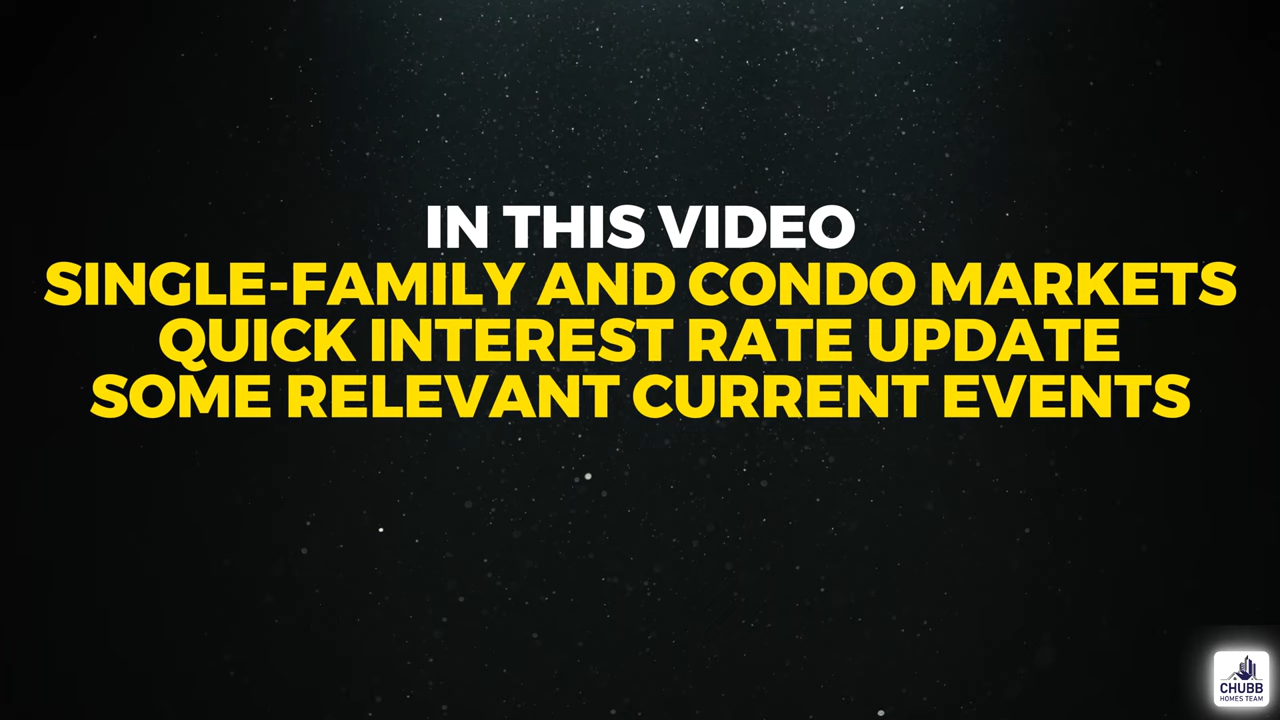 IN THIS VIDEO
SINGLE-FAMILY AND CONDO MARKETS
QUICK INTEREST RATE UPDATE
SOME RELEVANT CURRENT EVENTS
CHUBB
HOMES TEAM